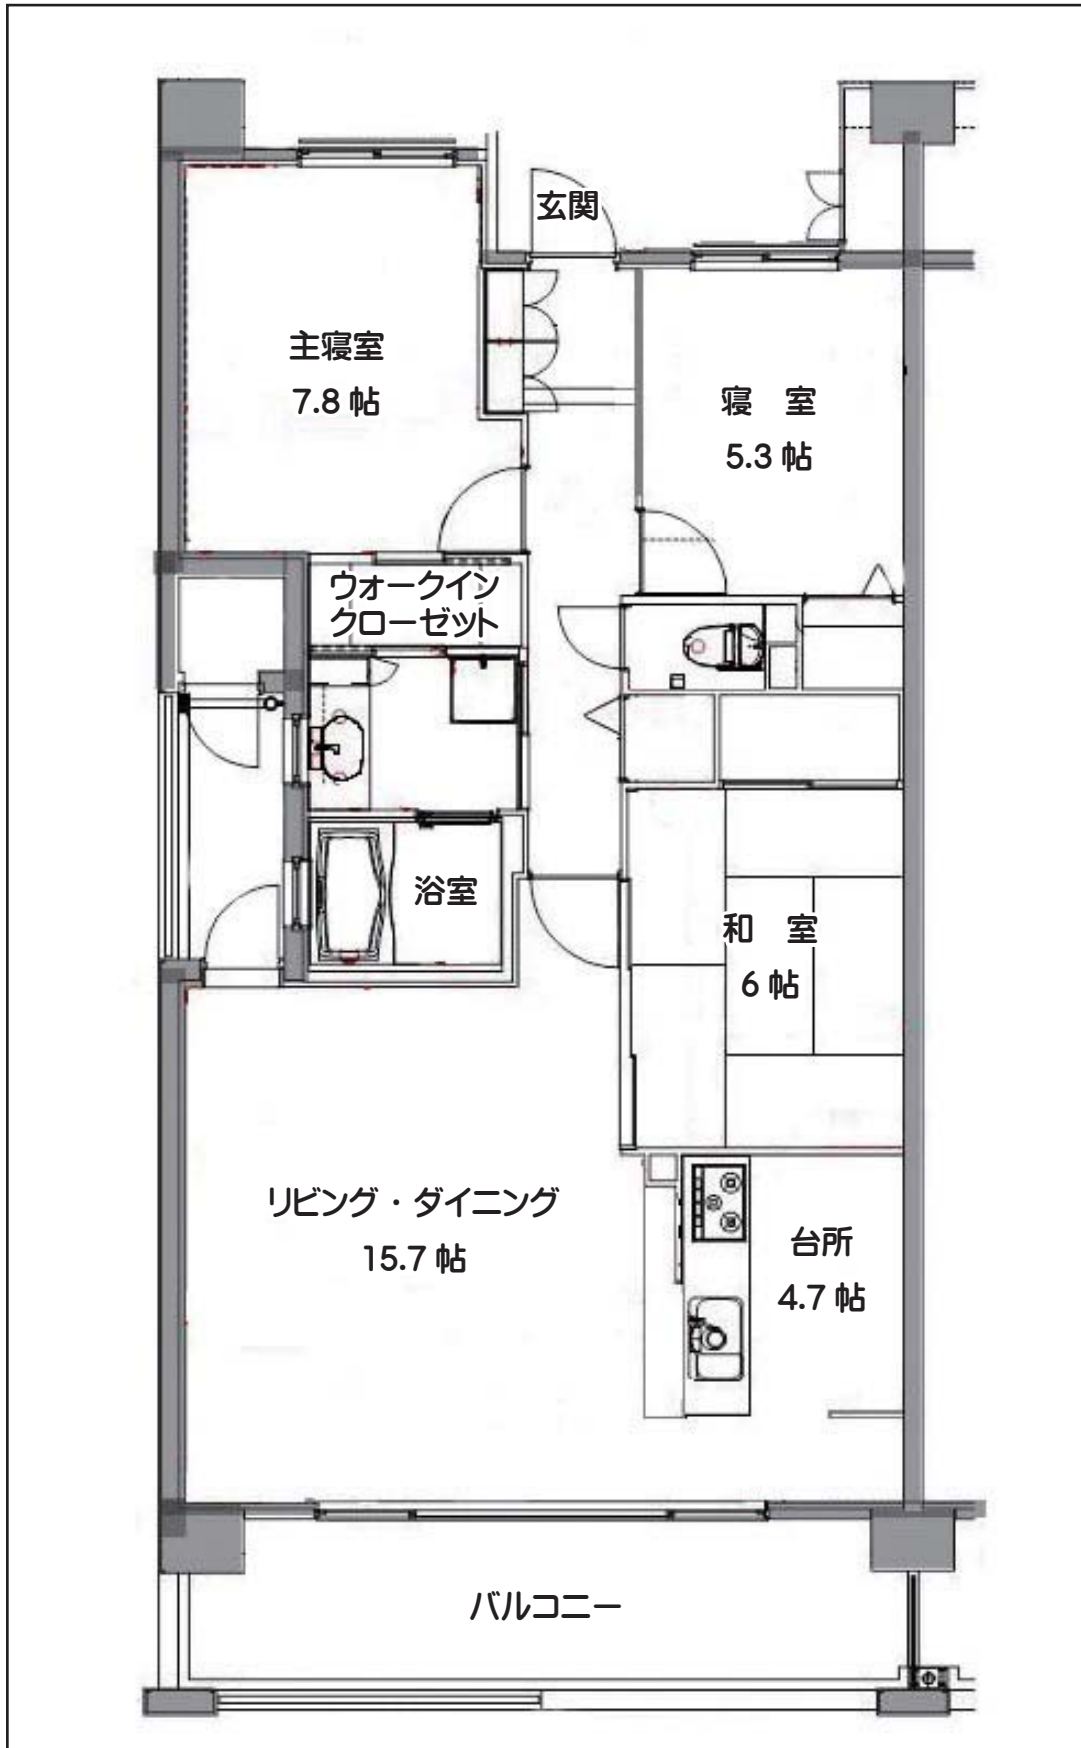 玄関
主寝室
7.8 帖
寝　室
5.3 帖
ウォークイン
クローゼット
浴室
和　室
6 帖
リビング・ダイニング
15.7 帖
台所
4.7 帖
バルコニー